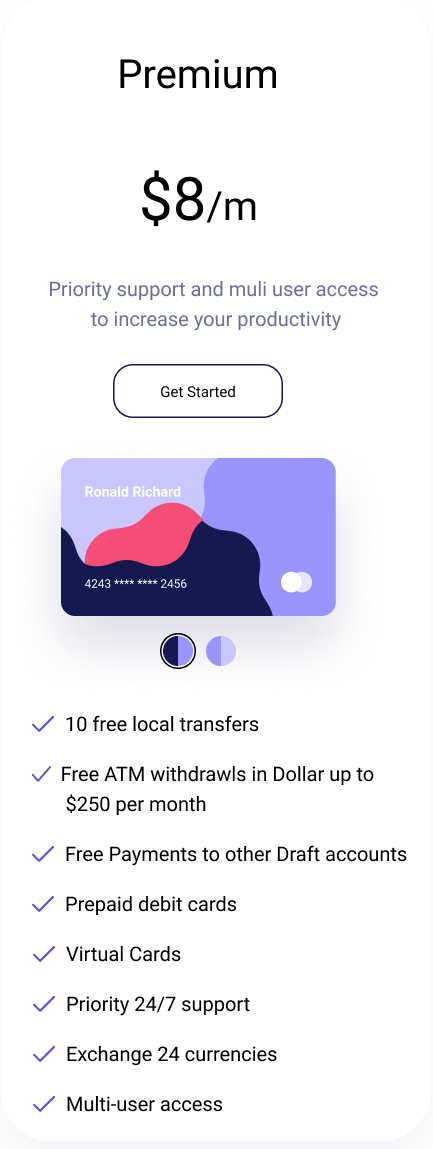 Premium
$8/m
Priority support and muli user access
to increase your productivity
Get Started
Ronald Richard
4243 **** **** 2456
10 free local transfers
Free ATM withdrawls in Dollar up to
$250 per month
Free Payments to other Draft accounts
Prepaid debit cards
Virtual Cards
Priority 24/7 support
Exchange 24 currencies
Multi-user access